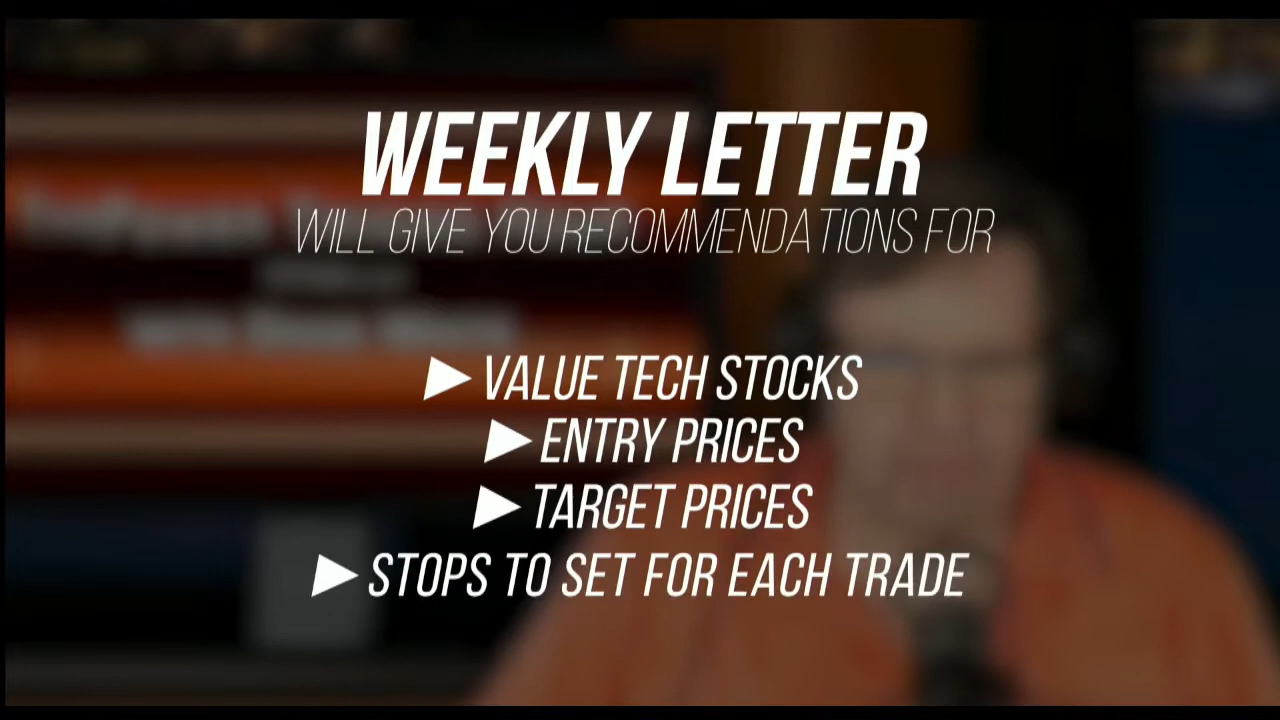 WEEKLY LETTER
WILL GIVE YOU RECOMMENDATIONS FOR
► VALUE TECH STOCKS
► ENTRY PRICES
► TARGET PRICES
► STOPS TO SET FOR EACH TRADE